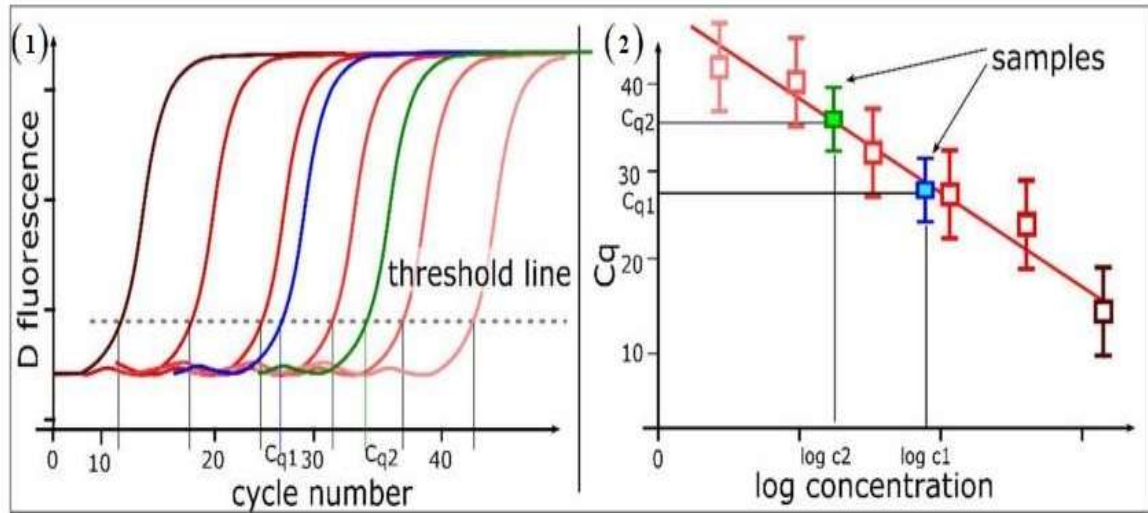 (1)
D fluorescence
threshold line
0 10 20 Cq1 30 Cq2 40
cycle number
(2)
samples
Cq
40
Cq2
30
Cq1
20
10
0 log c2 log c1
log concentration